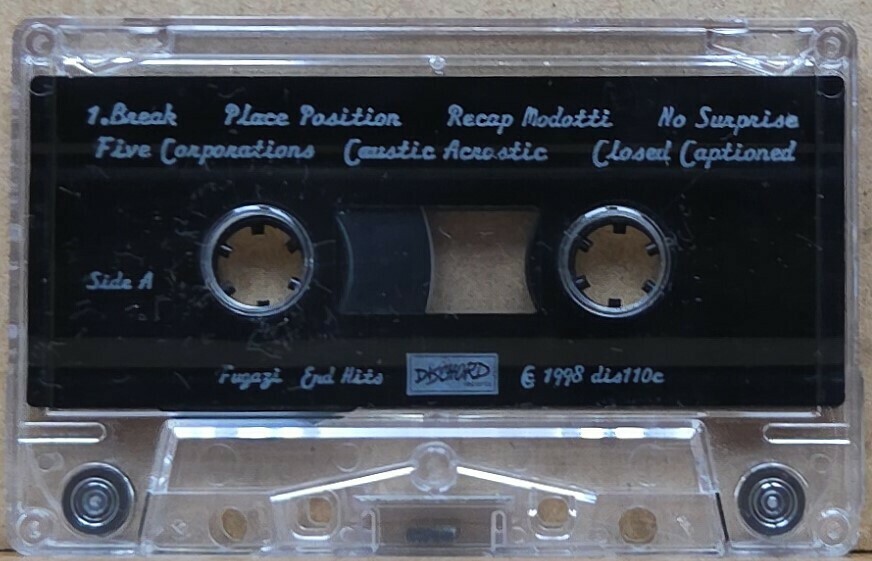 1.Break Place Position Recap Modotti No Surprise
Five Corporations Caustic Acrostic Closed Captioned
Side A
Fugazi End Hits DISCHORD © 1998 dis110c